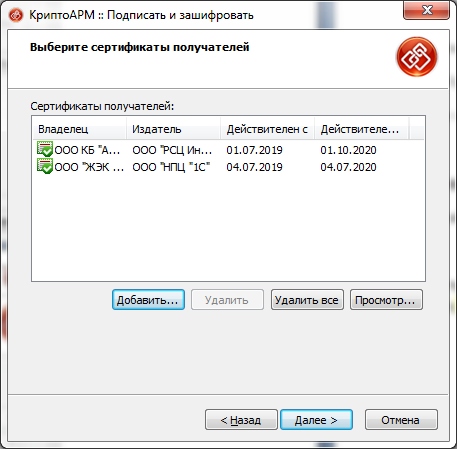 КриптоАРМ :: Подписать и зашифровать
Выберите сертификаты получателей
Сертификаты получателей:
Владелец Издатель Действителен с Действителе...
ООО КБ "А... ООО "РСЦ Ин... 01.07.2019 01.10.2020
ООО "ЖЭК ... ООО "НПЦ "1С" 04.07.2019 04.07.2020
Добавить... Удалить Удалить все Просмотр...
< Назад Далее > Отмена